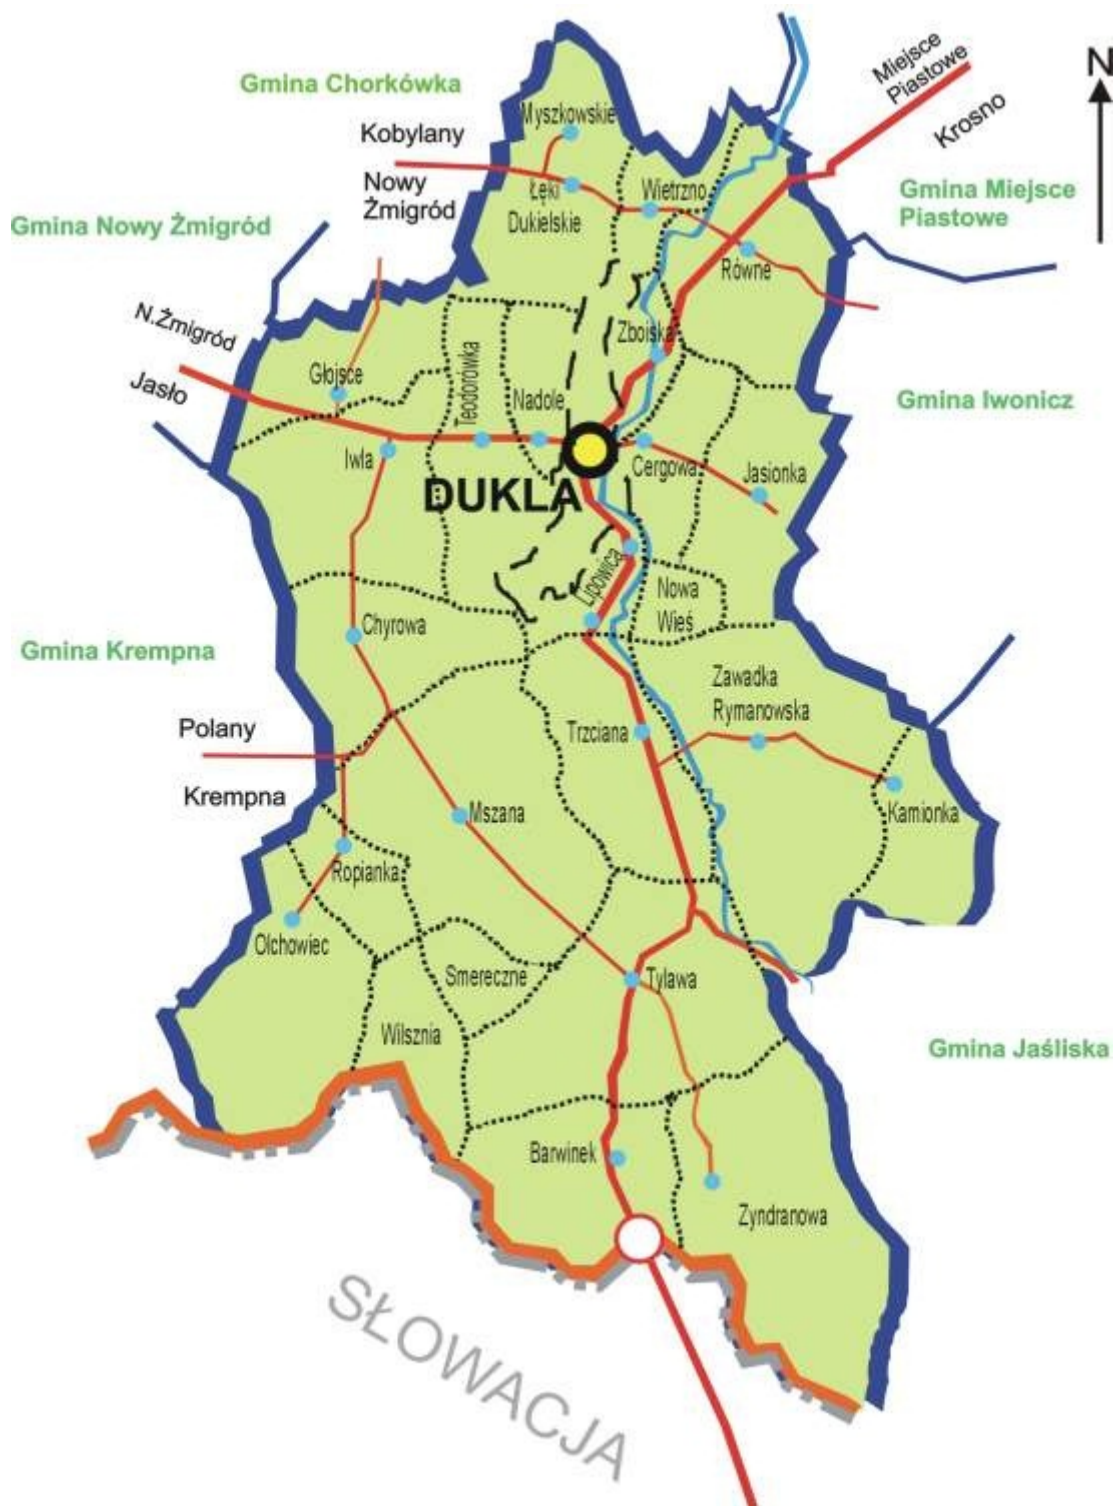 Miejsce
Piastowe
N
Gmina Chorkówka
Myszkowskie
Krosno
Kobylany
Nowy
Żmigród
Łęki
Dukielskie
Wietrzno
Gmina Miejsce
Piastowe
Gmina Nowy Żmigród
Równe
N.Żmigród
Zboiska
Jasło
Głojsce
Teodorówka
Nadole
Gmina Iwonicz
Iwla
Cergowa
Jasionka
DUKLA
Lipowica
Nowa
Wieś
Chyrowa
Gmina Krempna
Zawadka
Rymanowska
Polany
Trzciana
Krempna
Mszana
Kamionka
Ropianka
Olchowiec
Smereczne
Tylawa
Wilsznia
Gmina Jaśliska
Barwinek
Zyndranowa
SŁOWACJA